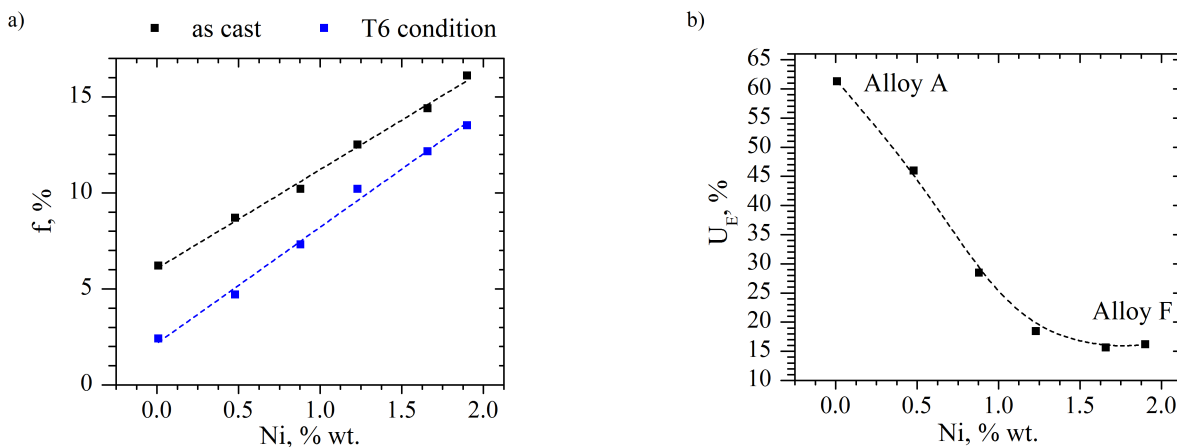 a)
as cast
T6 condition
15
10
5
0
f, %
0.0 0.5 1.0 1.5 2.0
Ni, % wt.
b)
65
60
55
50
45
40
35
30
25
20
15
10
U_E, %
Alloy A
Alloy F
0.0 0.5 1.0 1.5 2.0
Ni, % wt.